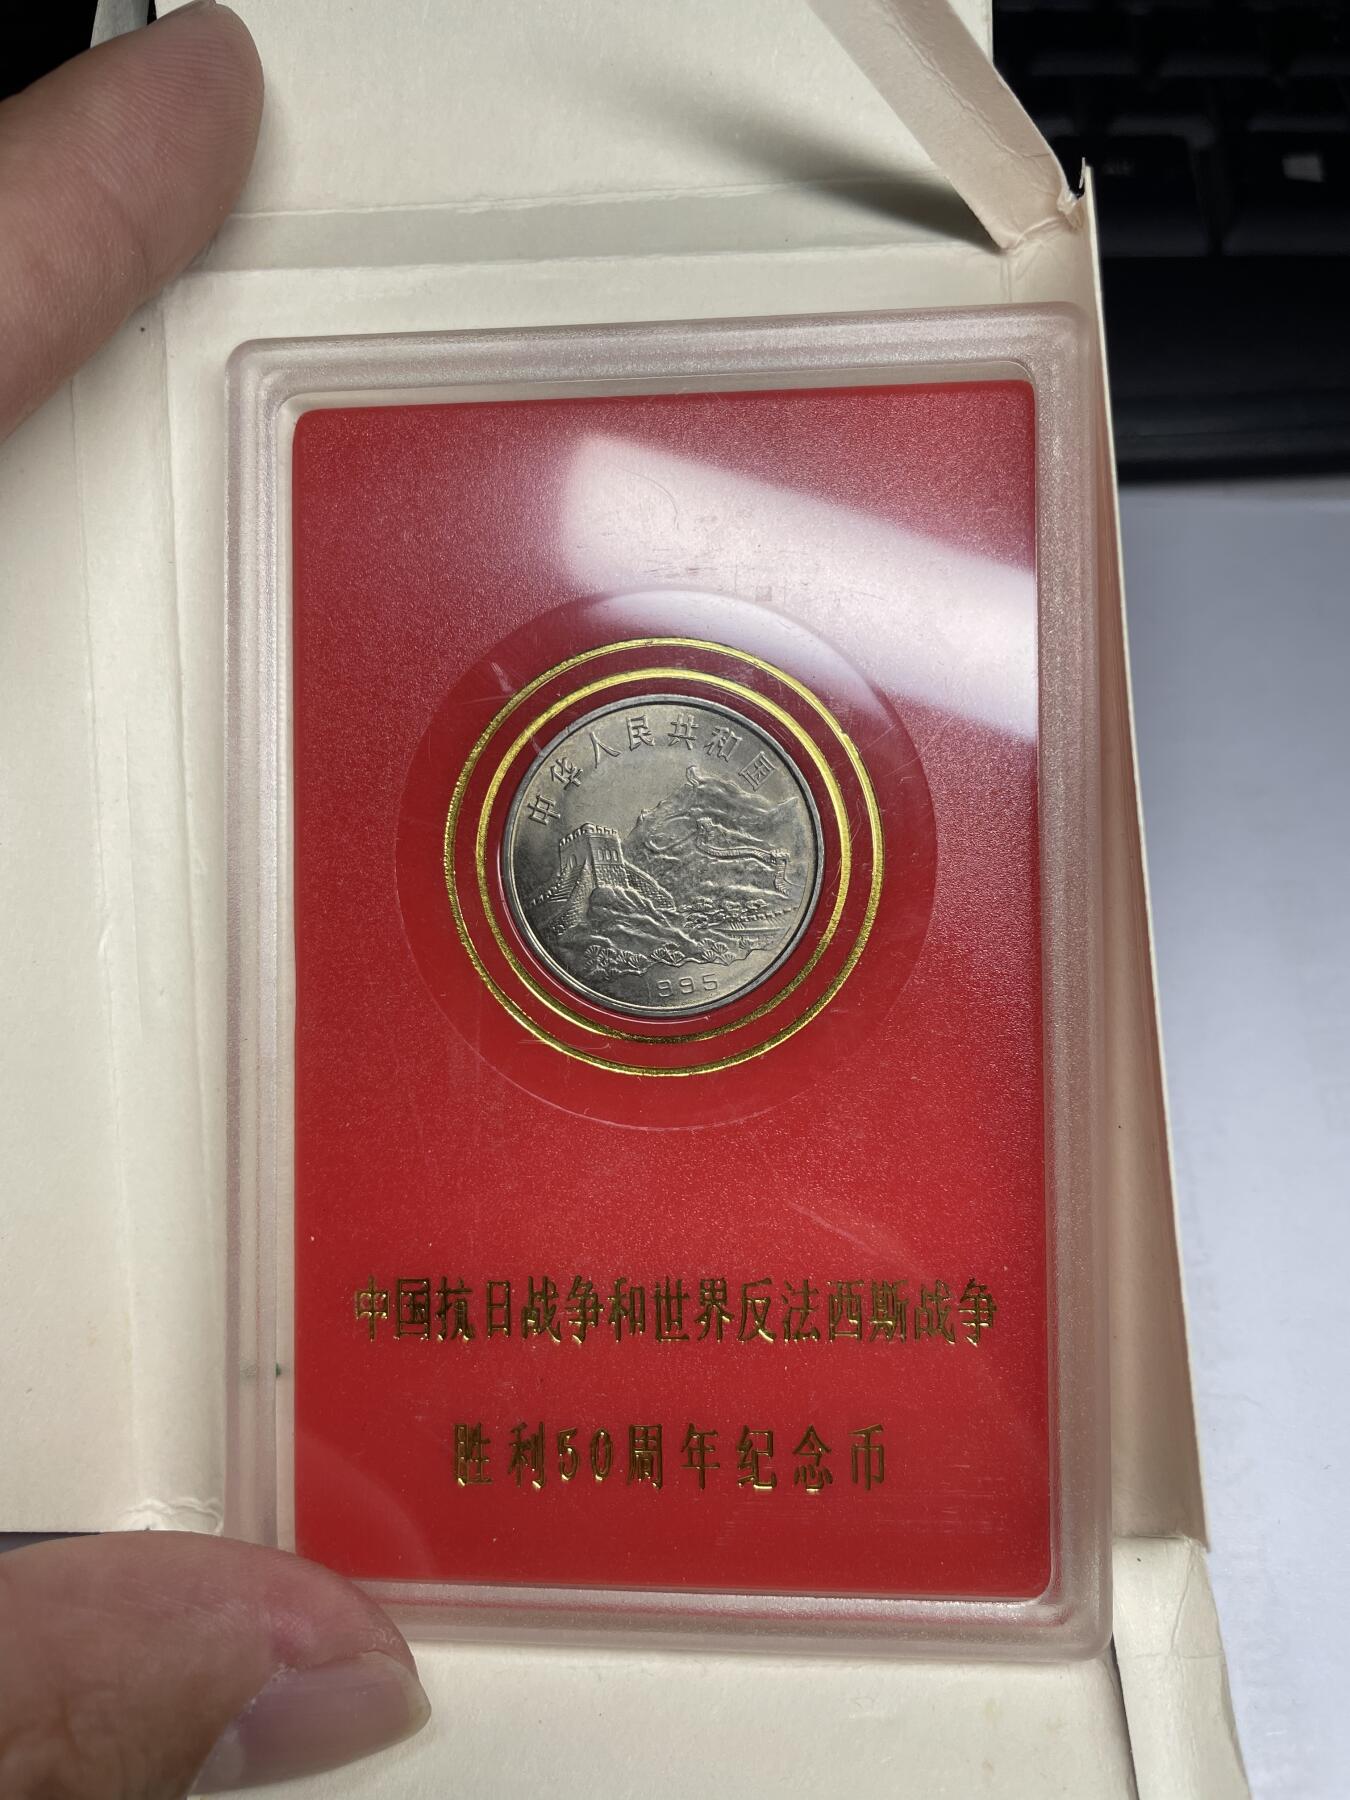 中华人民共和国
1995
中国抗日战争和世界反法西斯战争
胜利50周年纪念币